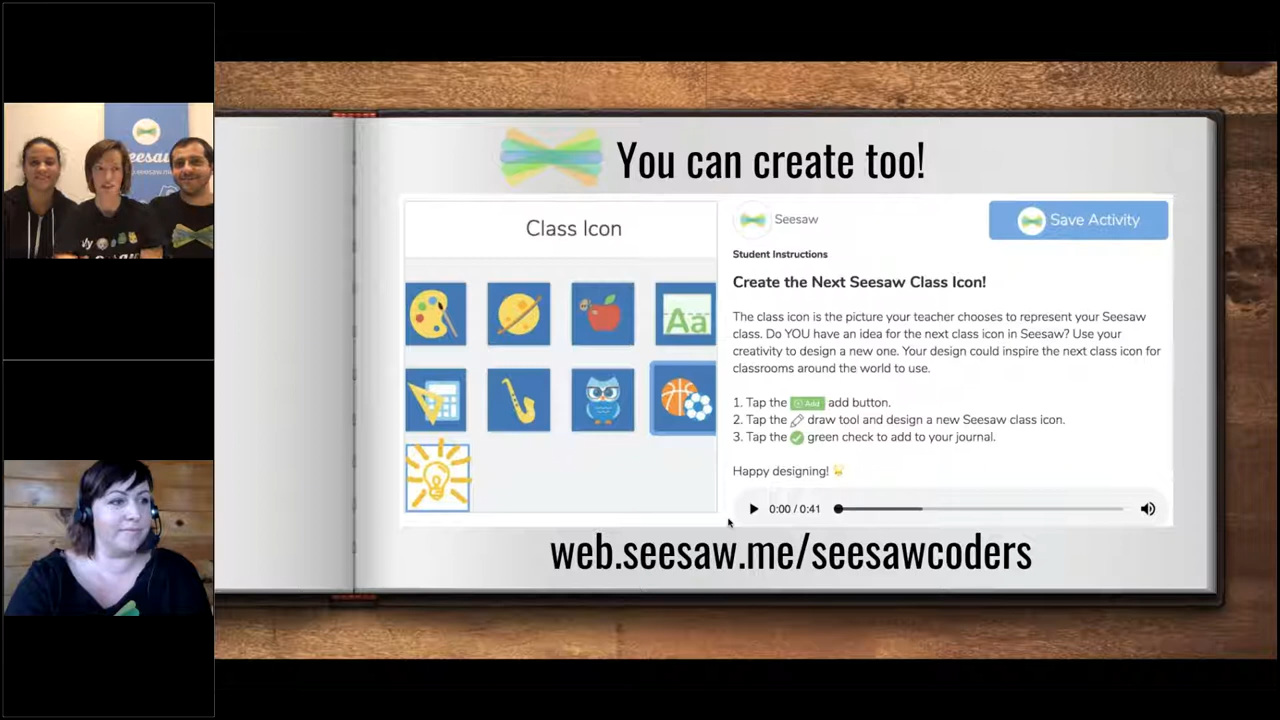 You can create too!
Class Icon
Aa
Seesaw
Save Activity
Student Instructions
Create the Next Seesaw Class Icon!
The class icon is the picture your teacher chooses to represent your Seesaw
class. Do YOU have an idea for the next class icon in Seesaw? Use your
creativity to design a new one. Your design could inspire the next class icon for
classrooms around the world to use.
1. Tap the Add add button.
2. Tap the draw tool and design a new Seesaw class icon.
3. Tap the green check to add to your journal.
Happy designing!
0:00 / 0:41
web.seesaw.me/seesawcoders